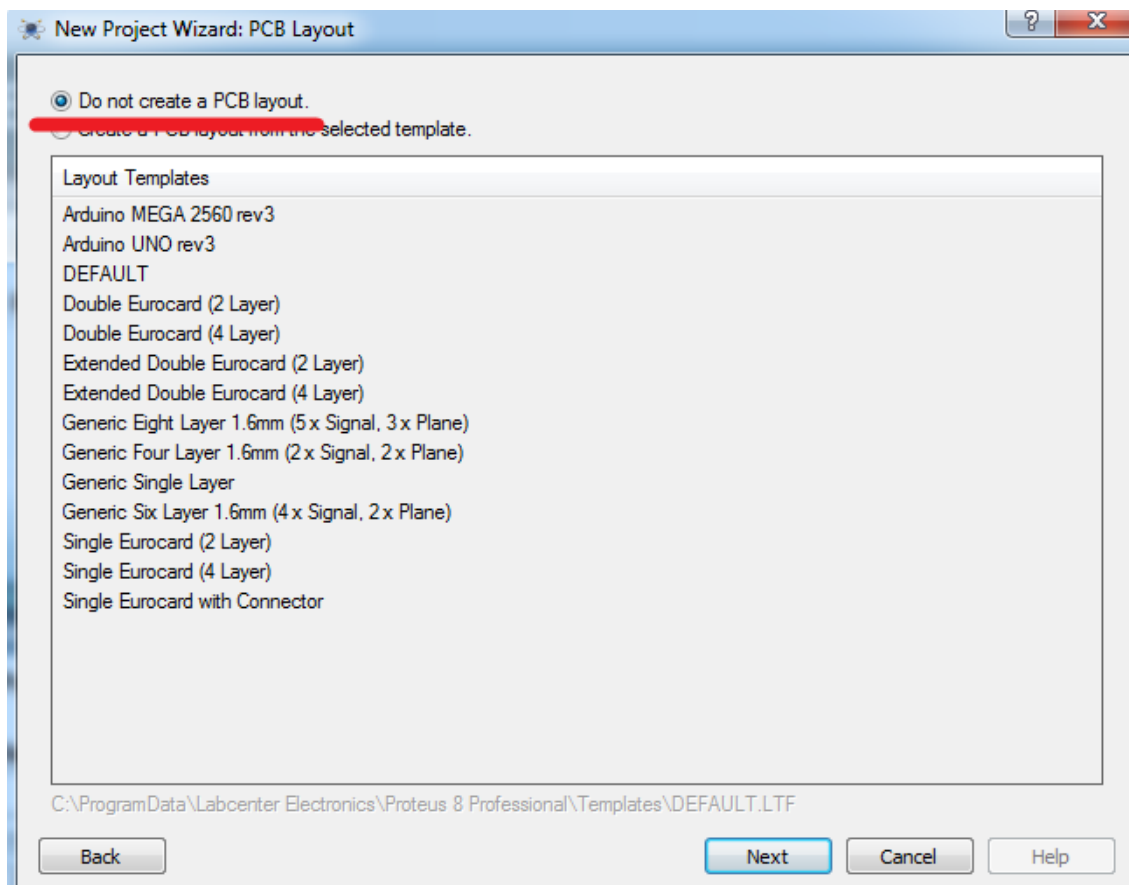 New Project Wizard: PCB Layout
?
X
Do not create a PCB layout.
Create a PCB layout from the selected template.
Layout Templates
Arduino MEGA 2560 rev3
Arduino UNO rev3
DEFAULT
Double Eurocard (2 Layer)
Double Eurocard (4 Layer)
Extended Double Eurocard (2 Layer)
Extended Double Eurocard (4 Layer)
Generic Eight Layer 1.6mm (5 x Signal, 3 x Plane)
Generic Four Layer 1.6mm (2 x Signal, 2 x Plane)
Generic Single Layer
Generic Six Layer 1.6mm (4 x Signal, 2 x Plane)
Single Eurocard (2 Layer)
Single Eurocard (4 Layer)
Single Eurocard with Connector
C:\ProgramData\Labcenter Electronics\Proteus 8 Professional\Templates\DEFAULT.LTF
Back Next Cancel Help